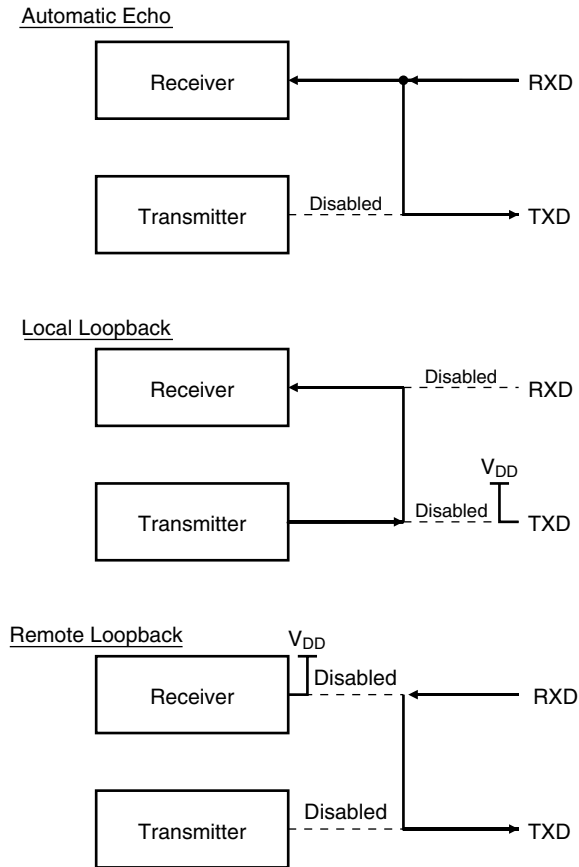 Automatic Echo
Receiver
RXD
Transmitter
Disabled
TXD
Local Loopback
Receiver
Disabled
RXD
VDD
Transmitter
Disabled
TXD
Remote Loopback
VDD
Receiver
Disabled
RXD
Transmitter
Disabled
TXD